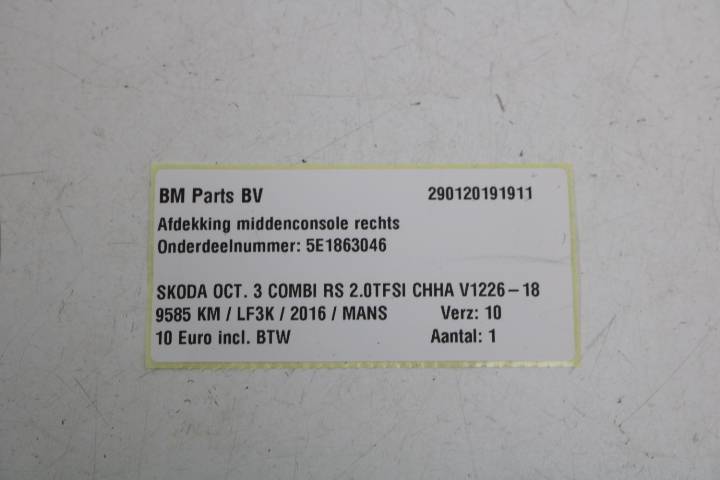 BM Parts BV 290120191911
Afdekking middenconsole rechts
Onderdeelnummer: 5E1863046
SKODA OCT. 3 COMBI RS 2.0TFSI CHHA V1226-18
9585 KM / LF3K / 2016 / MANS Verz: 10
10 Euro incl. BTW Aantal: 1